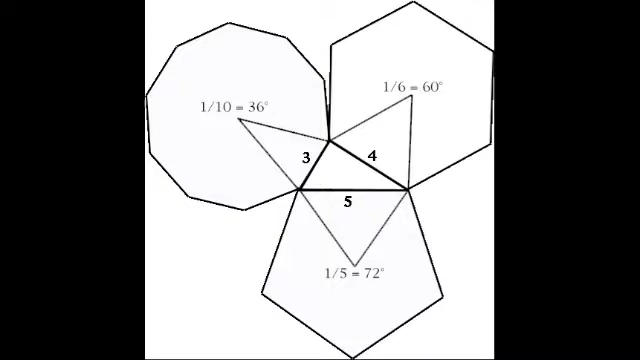 1/6 = 60°
1/10 = 36°
3
4
5
1/5 = 72°